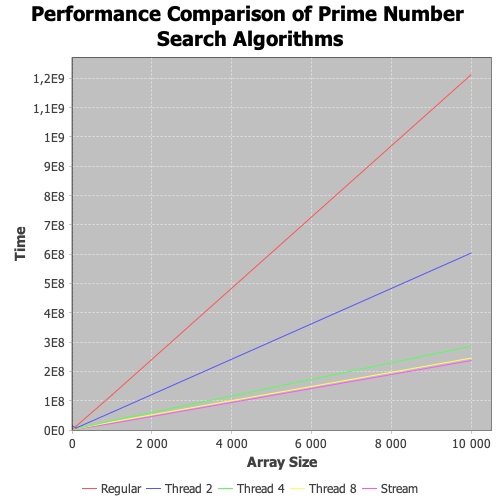 Performance Comparison of Prime Number
Search Algorithms
1,2E9
1,1E9
1E9
9E8
8E8
7E8
6E8
5E8
4E8
3E8
2E8
1E8
0E0
Time
0 2 000 4 000 6 000 8 000 10 000
Array Size
Regular Thread 2 Thread 4 Thread 8 Stream